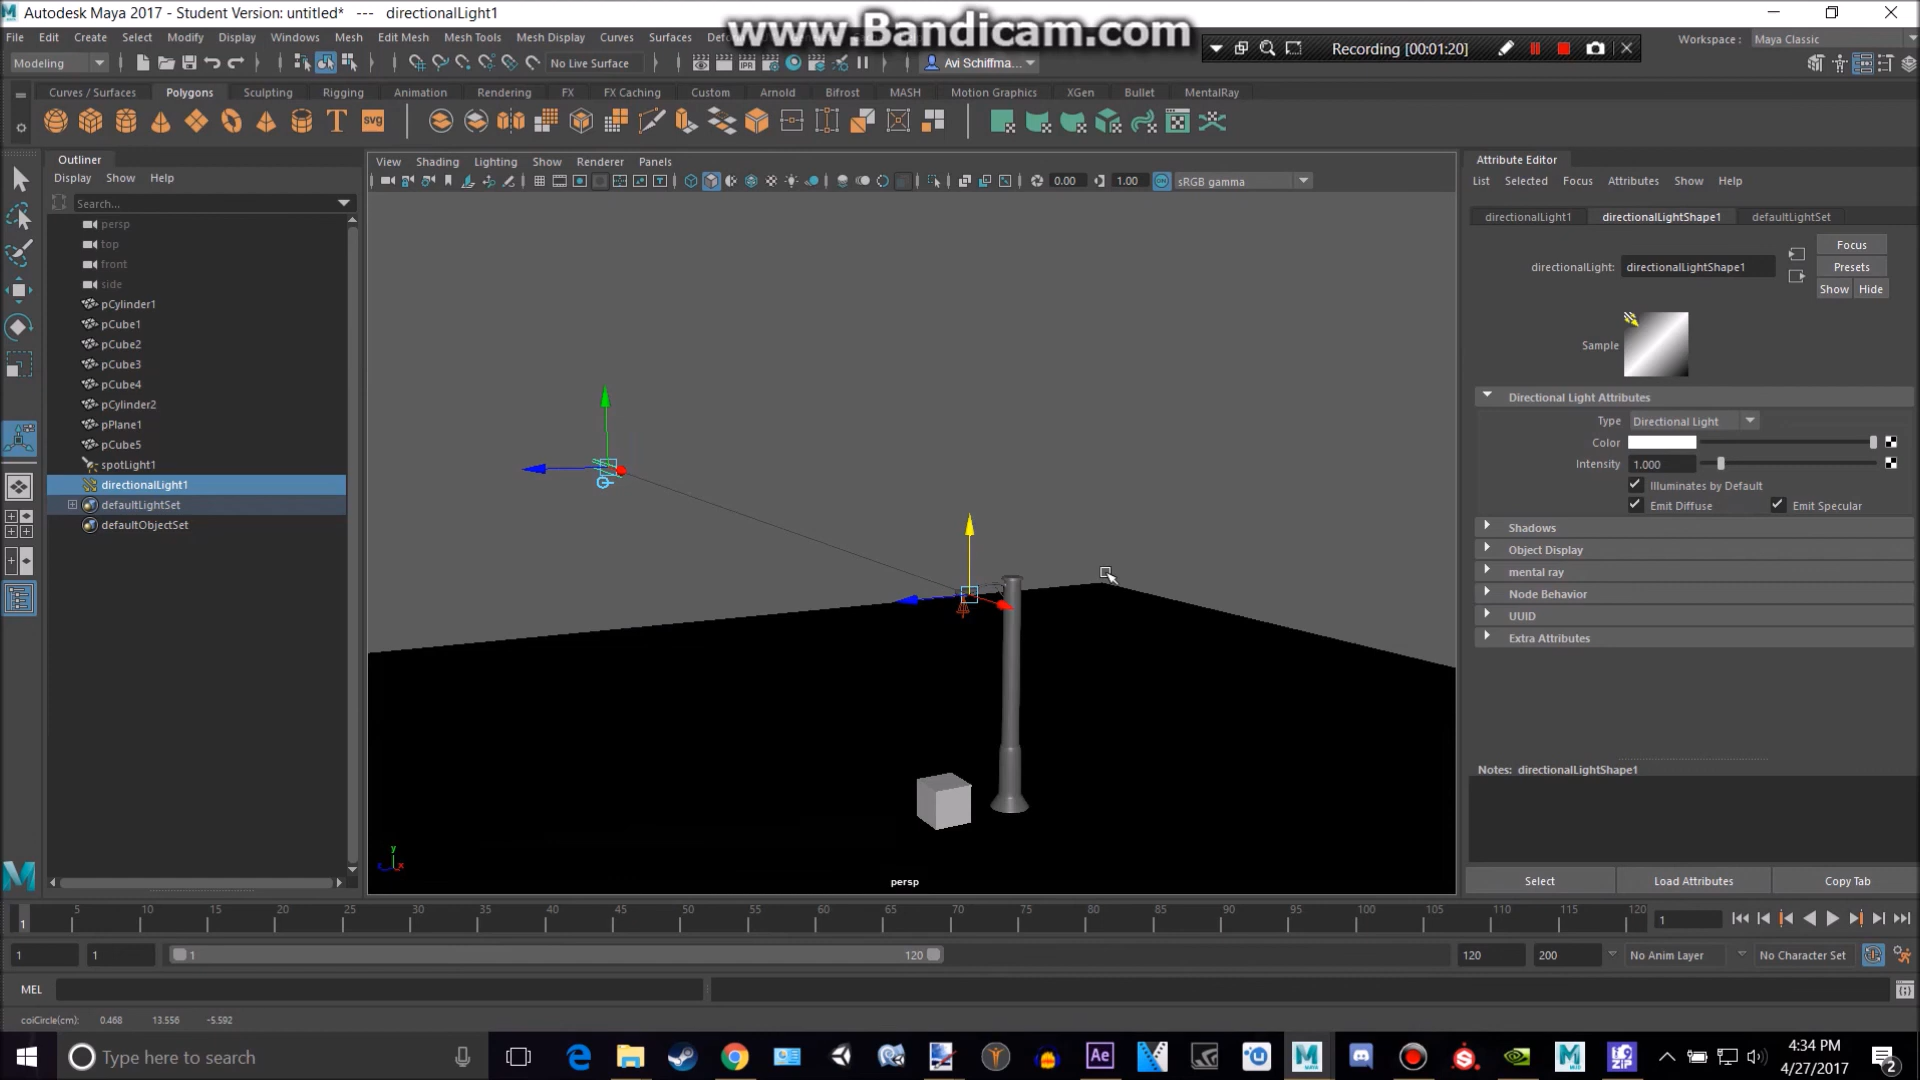 Autodesk Maya 2017 - Student Version: untitled*   ---   directionalLight1
www.Bandicam.com
File Edit Create Select Modify Display Windows Mesh Edit Mesh Mesh Tools Mesh Display Curves Surfaces
Recording [00:01:20]
Workspace : Maya Classic
Modeling
No Live Surface
IPR
Avi Schiffma...
Curves / Surfaces Polygons Sculpting Rigging Animation Rendering FX FX Caching Custom Arnold Bifrost MASH Motion Graphics XGen Bullet MentalRay
T
SVG
Outliner
Display Show Help
Search...
persp
top
front
side
pCylinder1
pCube1
pCube2
pCube3
pCube4
pCylinder2
pPlane1
pCube5
spotLight1
directionalLight1
defaultLightSet
defaultObjectSet
View Shading Lighting Show Renderer Panels
0.00
1.00
sRGB gamma
y
x
persp
Attribute Editor
List Selected Focus Attributes Show Help
directionalLight1 directionalLightShape1 defaultLightSet
directionalLight: directionalLightShape1
Focus
Presets
Show Hide
Sample
Directional Light Attributes
Type Directional Light
Color
Intensity 1.000
Illuminates by Default
Emit Diffuse Emit Specular
Shadows
Object Display
mental ray
Node Behavior
UUID
Extra Attributes
Notes: directionalLightShape1
Select Load Attributes Copy Tab
1 5 10 15 20 25 30 35 40 45 50 55 60 65 70 75 80 85 90 95 100 105 110 115 120
1
1 1 1 120 120 200 No Anim Layer No Character Set
MEL
coiCircle(cm): 0.468 13.556 -5.592
Type here to search
Ae
ZIP
4:34 PM
4/27/2017
2